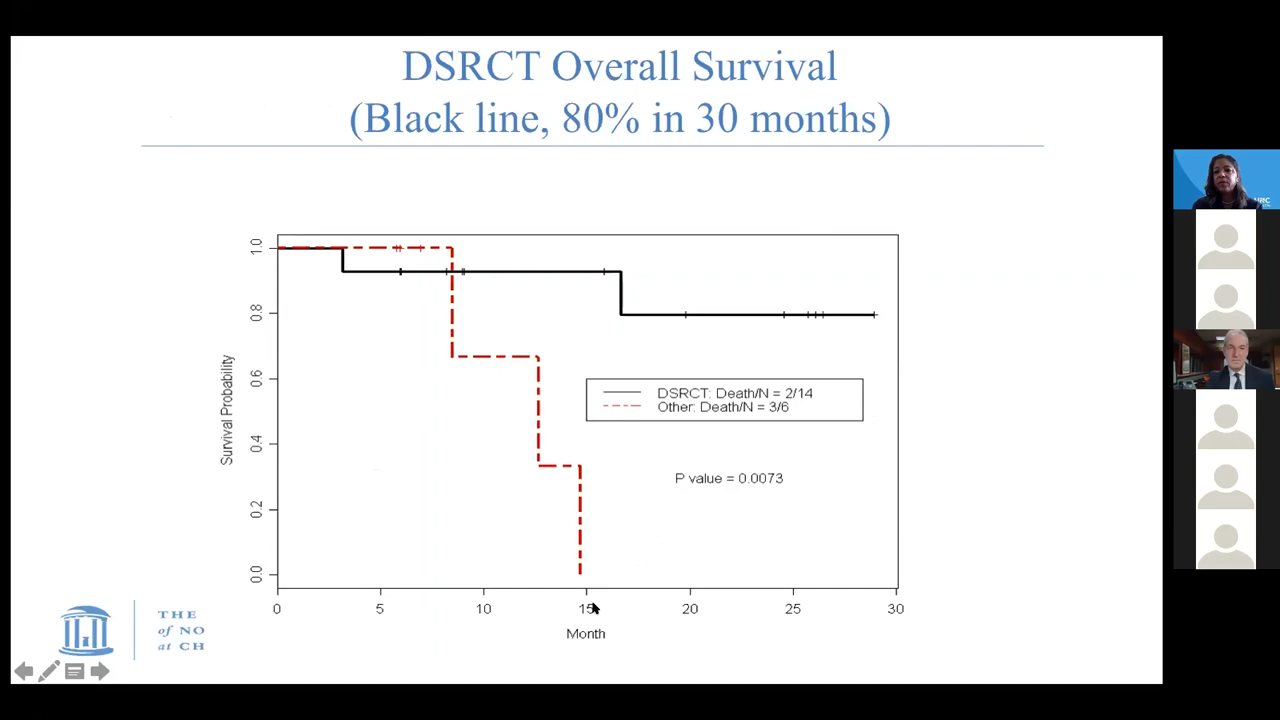 DSRCT Overall Survival
(Black line, 80% in 30 months)
1.0
0.8
0.6
0.4
0.2
0.0
Survival Probability
DSRCT: Death/N = 2/14
Other: Death/N = 3/6
P value = 0.0073
0 5 10 15 20 25 30
Month
THE
of NO
at CH